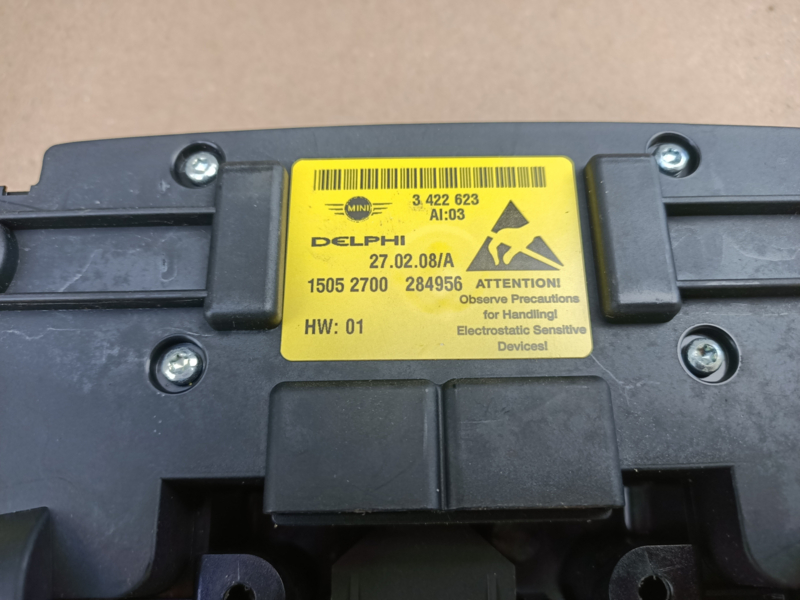 MINI
3 422 623
AI:03
DELPHI
27.02.08/A
1505 2700 284956
HW: 01
ATTENTION!
Observe Precautions
for Handling!
Electrostatic Sensitive
Devices!